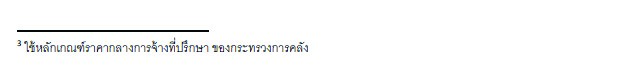 ³ ใช้หลักเกณฑ์ราคากลางการจ้างที่ปรึกษา ของกระทรวงการคลัง